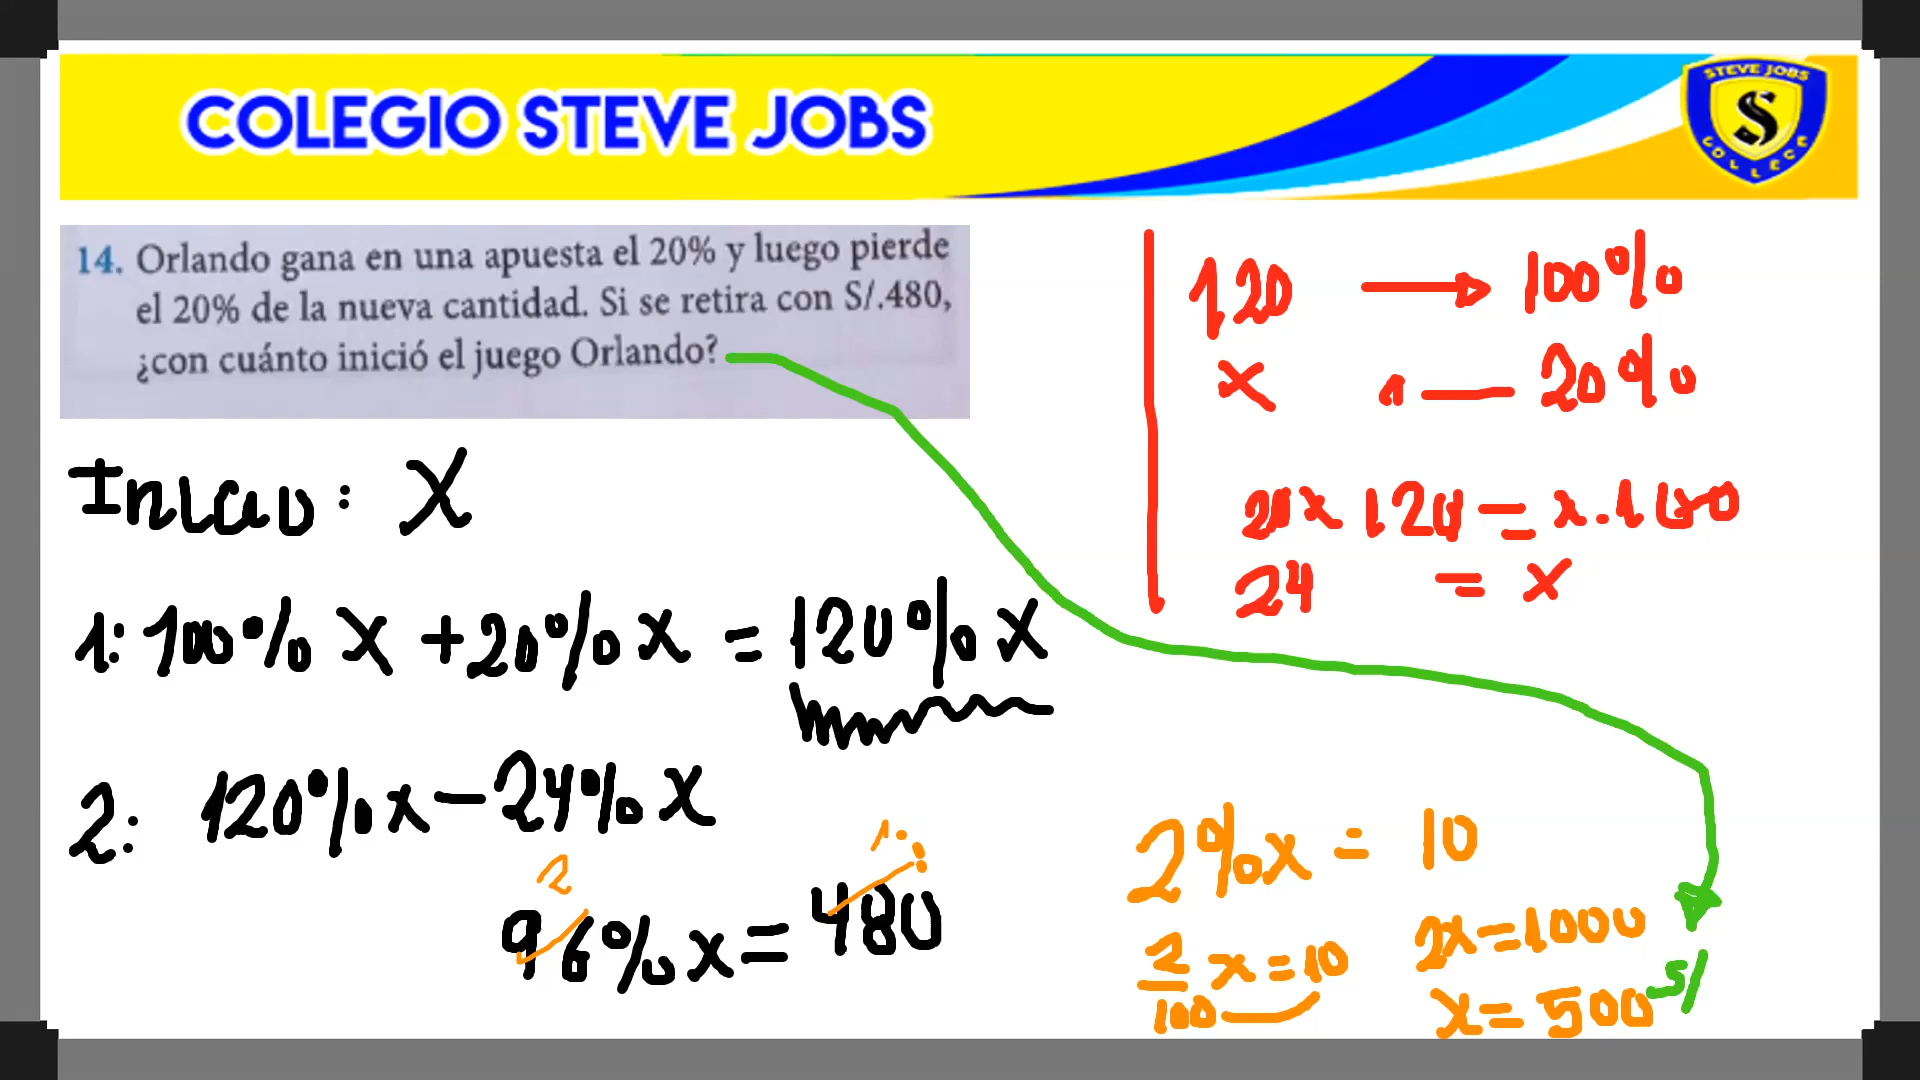 COLEGIO STEVE JOBS
STEVE JOBS
S
COLLEGE
14. Orlando gana en una apuesta el 20% y luego pierde
el 20% de la nueva cantidad. Si se retira con S/.480,
¿con cuánto inició el juego Orlando?
120 → 100%
x — 20%
20x 120 = x.100
24 = x
Inicio: X
1: 100% x + 20% x = 120% x
2: 120% x - 24% x
2
96% x = 480
2% x = 10
2/100 x = 10
2x = 1000
x = 500 S/